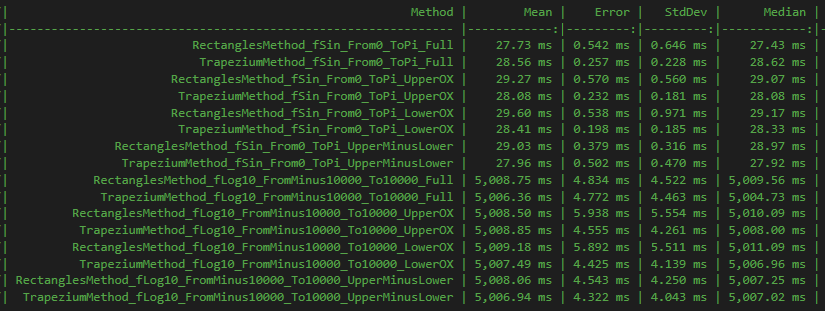 | Method | Mean | Error | StdDev | Median |
|---------------------------------------------------------- |------------:|---------:|---------:|------------:|
| RectanglesMethod_fSin_From0_ToPi_Full | 27.73 ms | 0.542 ms | 0.646 ms | 27.43 ms |
| TrapeziumMethod_fSin_From0_ToPi_Full | 28.56 ms | 0.257 ms | 0.228 ms | 28.62 ms |
| RectanglesMethod_fSin_From0_ToPi_UpperOX | 29.27 ms | 0.570 ms | 0.560 ms | 29.07 ms |
| TrapeziumMethod_fSin_From0_ToPi_UpperOX | 28.08 ms | 0.232 ms | 0.181 ms | 28.08 ms |
| RectanglesMethod_fSin_From0_ToPi_LowerOX | 29.60 ms | 0.538 ms | 0.971 ms | 29.17 ms |
| TrapeziumMethod_fSin_From0_ToPi_LowerOX | 28.41 ms | 0.198 ms | 0.185 ms | 28.33 ms |
| RectanglesMethod_fSin_From0_ToPi_UpperMinusLower | 29.03 ms | 0.379 ms | 0.316 ms | 28.97 ms |
| TrapeziumMethod_fSin_From0_ToPi_UpperMinusLower | 27.96 ms | 0.502 ms | 0.470 ms | 27.92 ms |
| RectanglesMethod_fLog10_FromMinus10000_To10000_Full | 5,008.75 ms | 4.834 ms | 4.522 ms | 5,009.56 ms |
| TrapeziumMethod_fLog10_FromMinus10000_To10000_Full | 5,006.36 ms | 4.772 ms | 4.463 ms | 5,004.73 ms |
| RectanglesMethod_fLog10_FromMinus10000_To10000_UpperOX | 5,008.50 ms | 5.938 ms | 5.554 ms | 5,010.09 ms |
| TrapeziumMethod_fLog10_FromMinus10000_To10000_UpperOX | 5,008.85 ms | 4.555 ms | 4.261 ms | 5,008.00 ms |
| RectanglesMethod_fLog10_FromMinus10000_To10000_LowerOX | 5,009.18 ms | 5.892 ms | 5.511 ms | 5,011.09 ms |
| TrapeziumMethod_fLog10_FromMinus10000_To10000_LowerOX | 5,007.49 ms | 4.425 ms | 4.139 ms | 5,006.96 ms |
| RectanglesMethod_fLog10_FromMinus10000_To10000_UpperMinusLower | 5,008.06 ms | 4.543 ms | 4.250 ms | 5,007.25 ms |
| TrapeziumMethod_fLog10_FromMinus10000_To10000_UpperMinusLower | 5,006.94 ms | 4.322 ms | 4.043 ms | 5,007.02 ms |